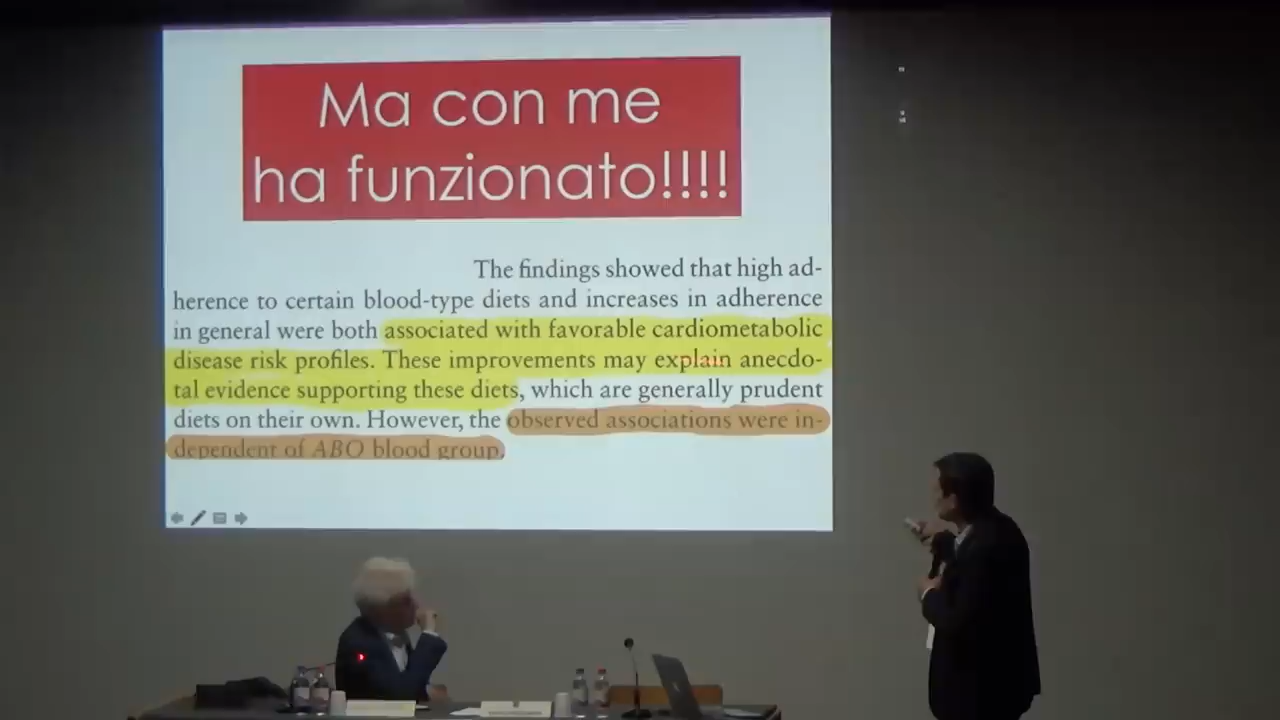 Ma con me
ha funzionato!!!!
The findings showed that high ad-
herence to certain blood-type diets and increases in adherence
in general were both associated with favorable cardiometabolic
disease risk profiles. These improvements may explain anecdo-
tal evidence supporting these diets, which are generally prudent
diets on their own. However, the observed associations were in-
dependent of ABO blood group.